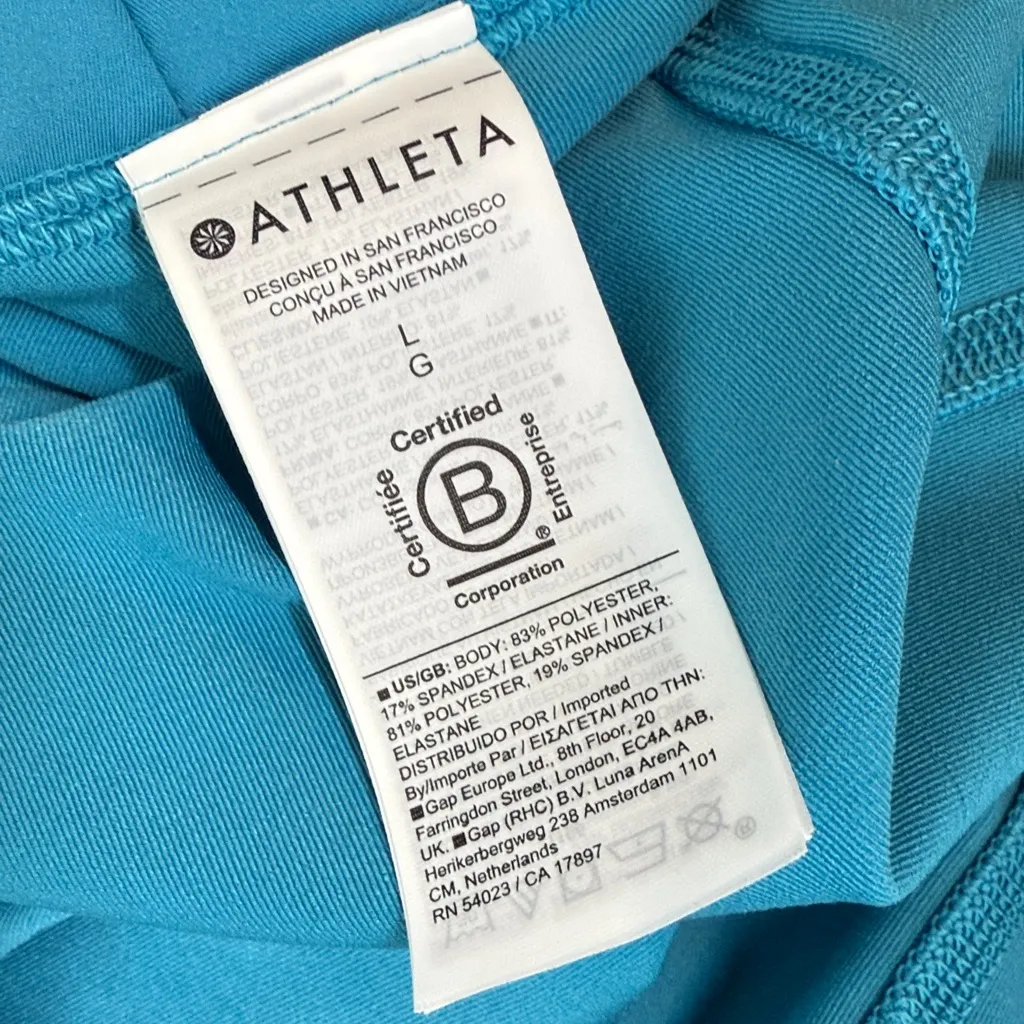 ATHLETA
DESIGNED IN SAN FRANCISCO
CONÇU À SAN FRANCISCO
MADE IN VIETNAM
L
G
Certified
Certifiée
B
Entreprise
®
Corporation
■US/GB: BODY: 83% POLYESTER,
17% SPANDEX / ELASTANE / INNER:
81% POLYESTER, 19% SPANDEX /
ELASTANE
DISTRIBUIDO POR / Imported
By/Importe Par / ΕΙΣΑΓΕΤΑΙ ΑΠΟ ΤΗΝ:
■Gap Europe Ltd., 8th Floor, 20
Farringdon Street, London, EC4A 4AB,
UK. ■Gap (RHC) B.V. Luna ArenA
Herikerbergweg 238 Amsterdam 1101
CM, Netherlands
RN 54023 / CA 17897